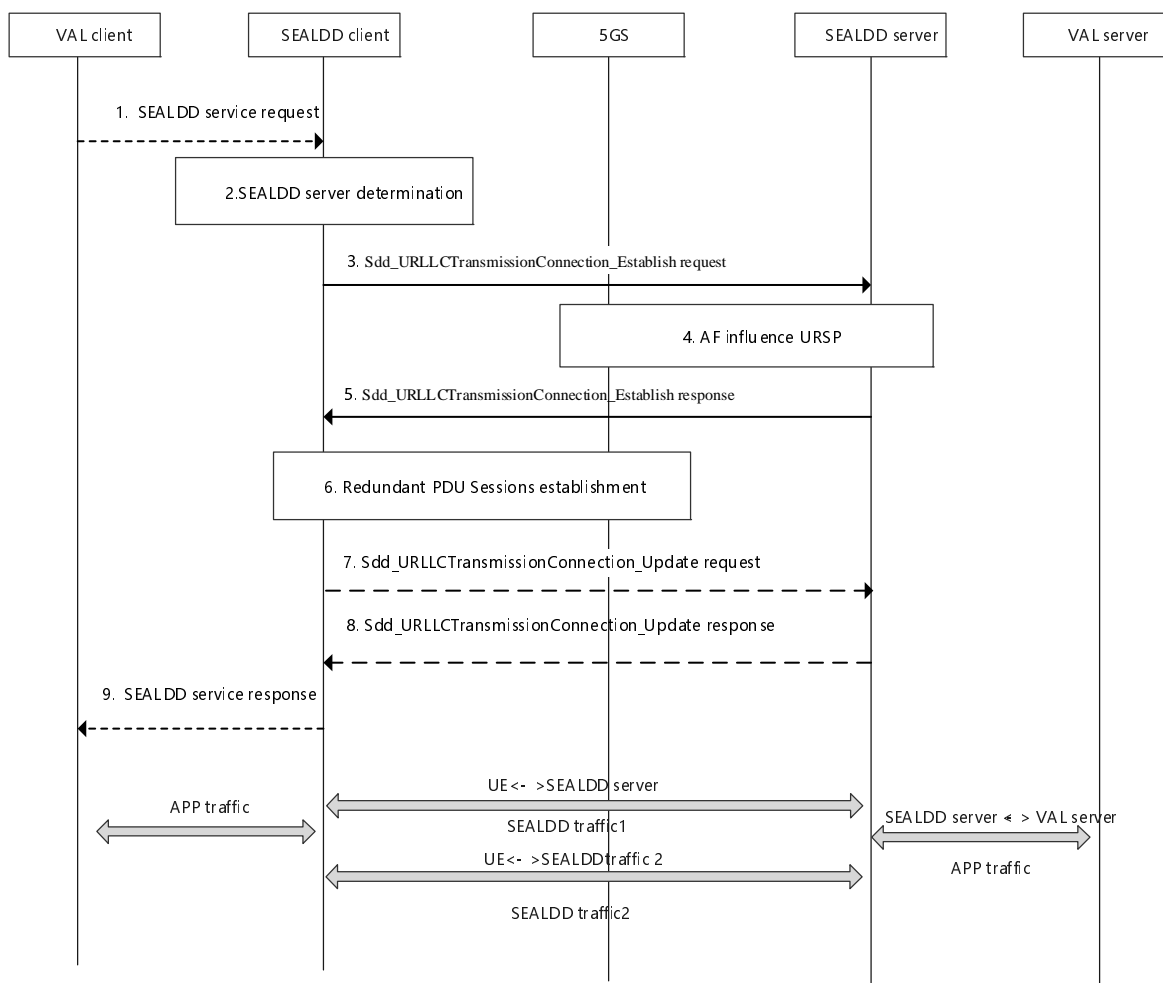 VAL client
SEALDD client
5GS
SEALDD server
VAL server
1. SEALDD service request
2.SEALDD server determination
3. Sdd_URLLCTransmissionConnection_Establish request
4. AF influence URSP
5. Sdd_URLLCTransmissionConnection_Establish response
6. Redundant PDU Sessions establishment
7. Sdd_URLLCTransmissionConnection_Update request
8. Sdd_URLLCTransmissionConnection_Update response
9. SEALDD service response
UE<- >SEALDD server
APP traffic
SEALDD traffic1
SEALDD server < > VAL server
UE<- >SEALDDtraffic 2
APP traffic
SEALDD traffic2